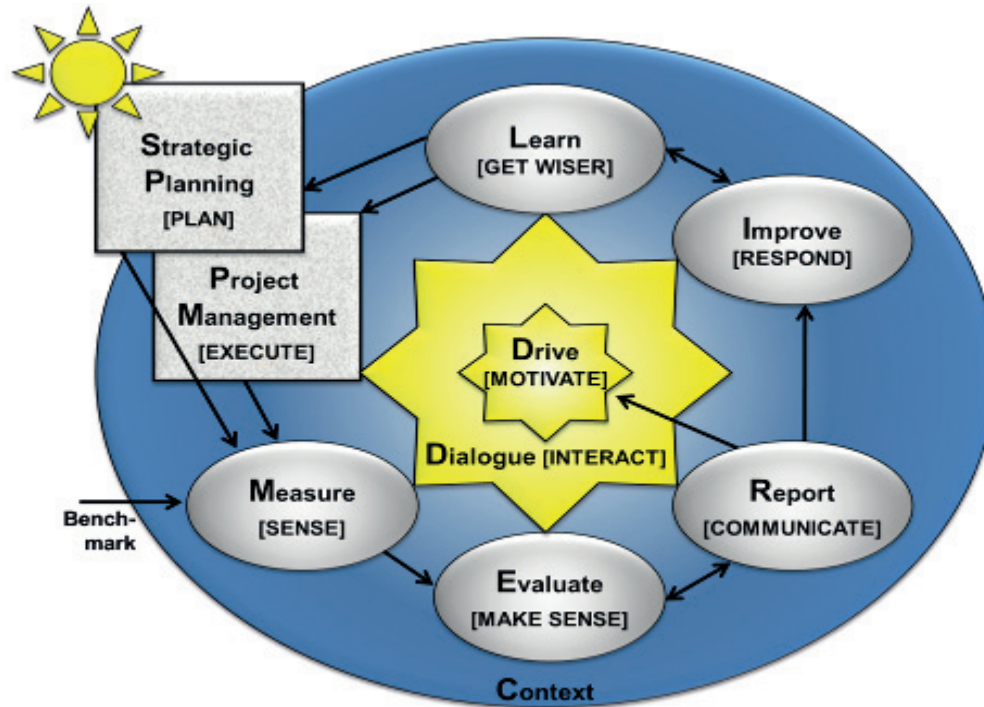 Learn
[GET WISER]
Strategic
Planning
[PLAN]
Improve
[RESPOND]
Project
Management
[EXECUTE]
Drive
[MOTIVATE]
Dialogue [INTERACT]
Measure
[SENSE]
Report
[COMMUNICATE]
Bench-
mark
Evaluate
[MAKE SENSE]
Context